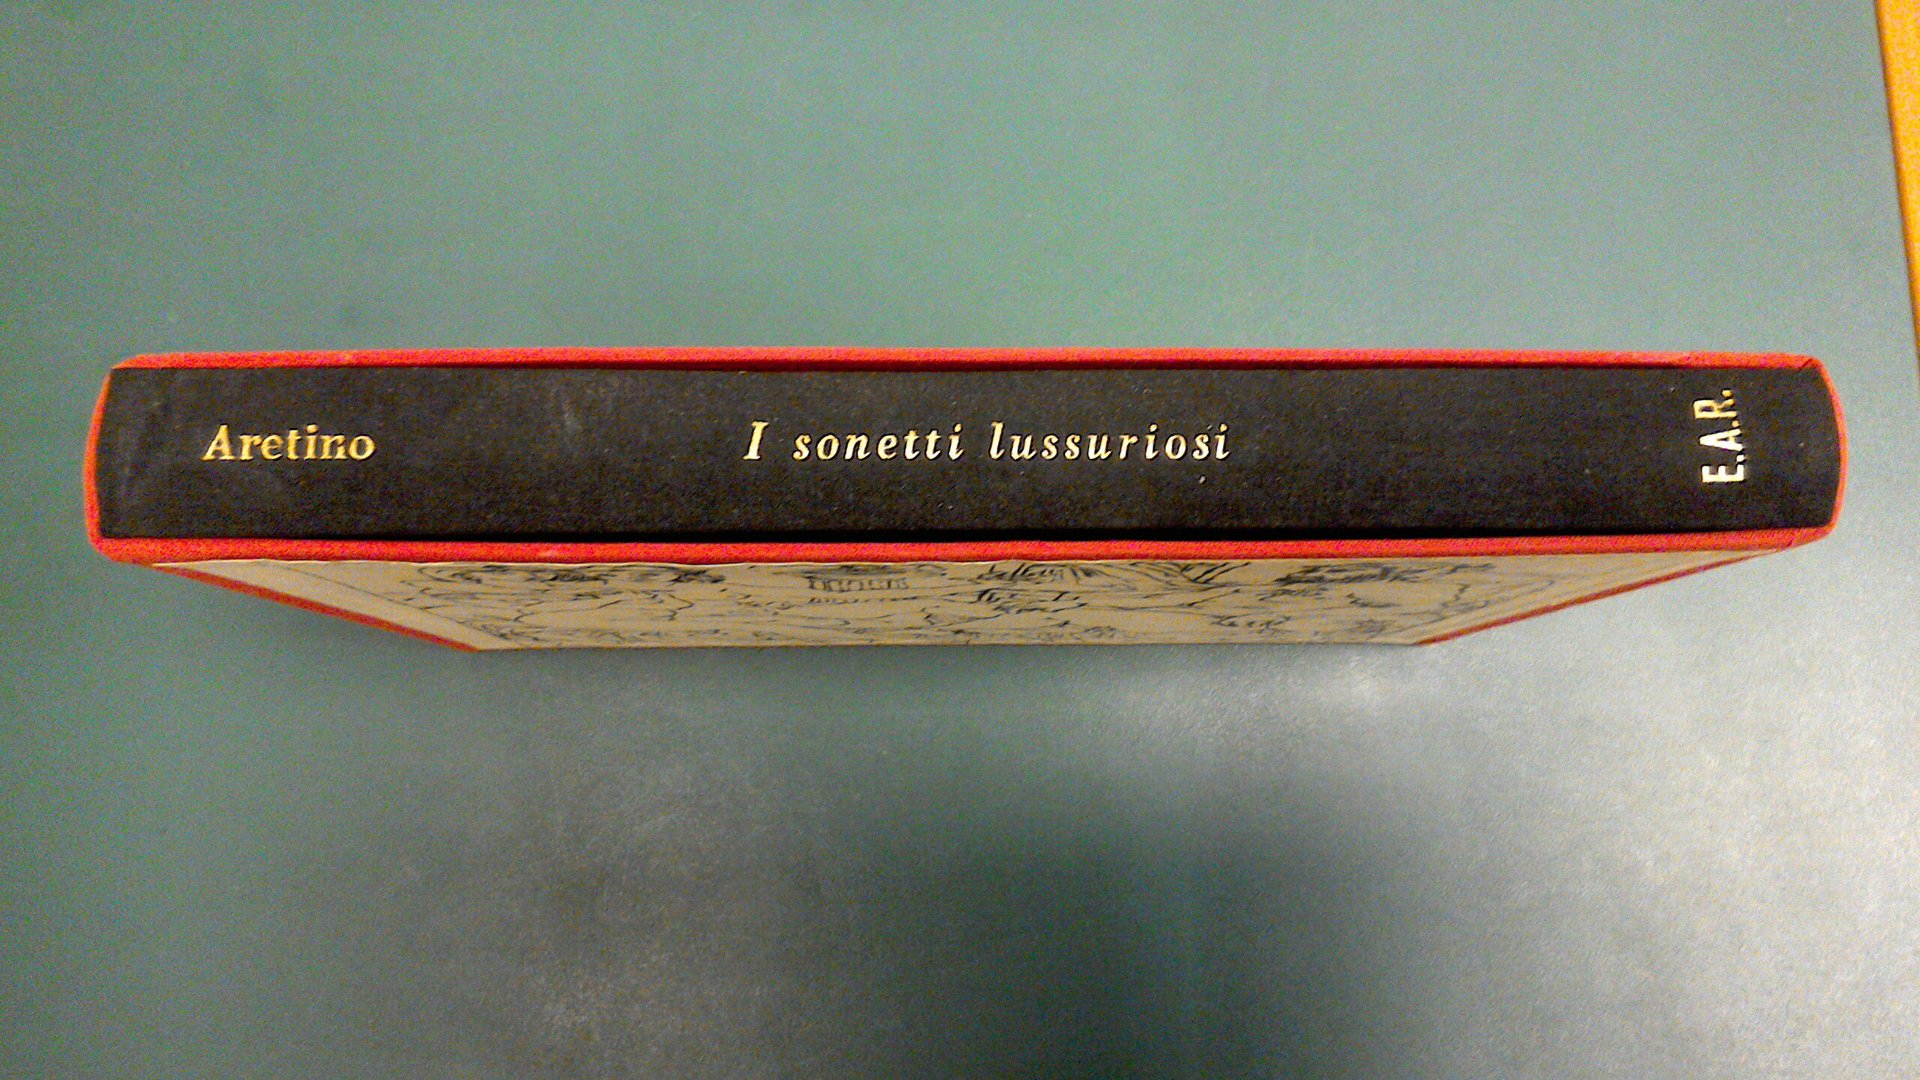 Aretino
I sonetti lussuriosi
E.A.R.